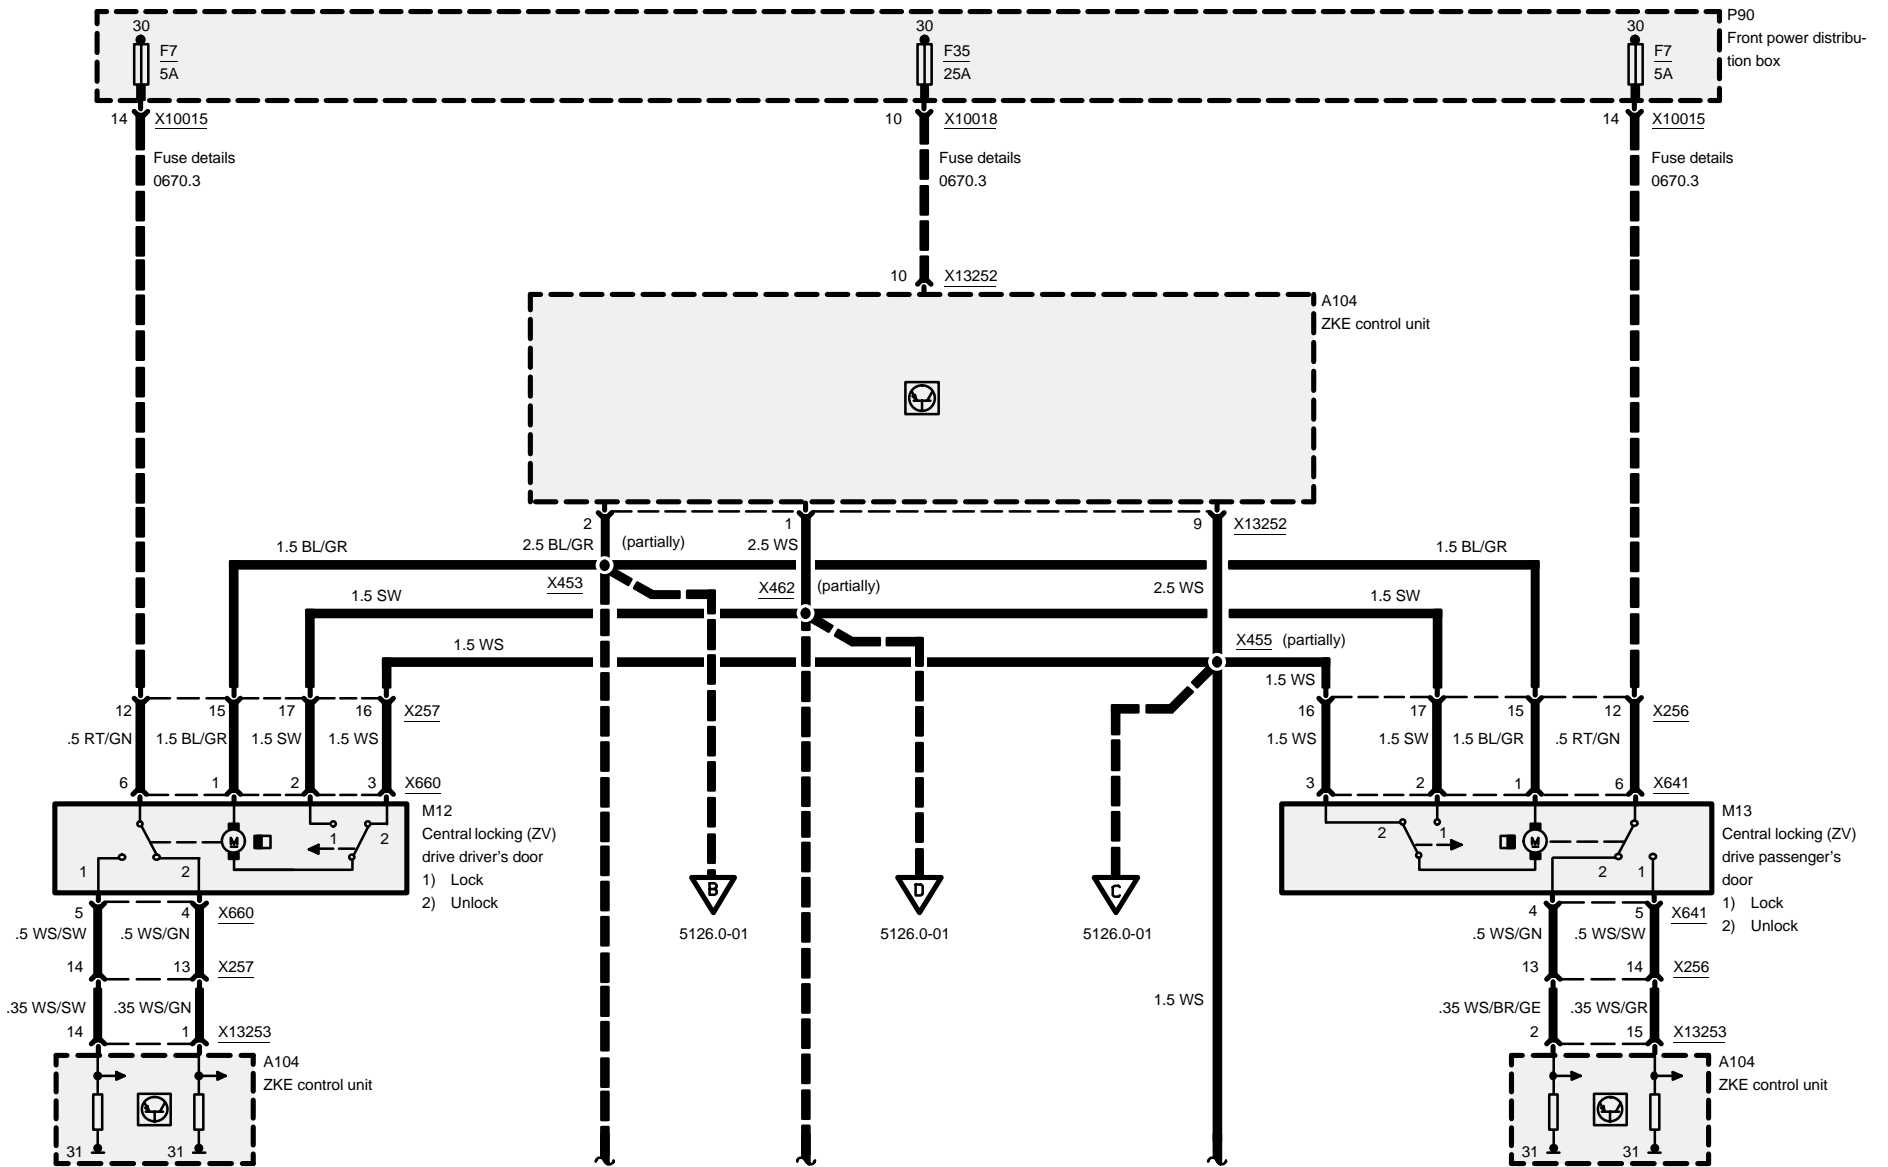 30
30
30
P90
Front power distribu-
tion box
F7
5A
F35
25A
F7
5A
14 X10015
10 X10018
14 X10015
Fuse details
0670.3
Fuse details
0670.3
Fuse details
0670.3
10 X13252
A104
ZKE control unit
2
1
9 X13252
1.5 BL/GR
2.5 BL/GR
(partially)
2.5 WS
1.5 BL/GR
X453
X462
(partially)
2.5 WS
1.5 SW
1.5 SW
1.5 WS
X455
(partially)
1.5 WS
12
15
17
16
X257
16
17
15
12
X256
.5 RT/GN
1.5 BL/GR
1.5 SW
1.5 WS
1.5 WS
1.5 SW
1.5 BL/GR
.5 RT/GN
6
1
2
3
X660
3
2
1
6
X641
M12
Central locking (ZV)
drive driver's door
1) Lock
2) Unlock
M
1
2
1
2
M13
Central locking (ZV)
drive passenger's
door
1) Lock
2) Unlock
2
1
M
2
1
B
D
C
5126.0-01
5126.0-01
5126.0-01
5
4
X660
4
5
X641
.5 WS/SW
.5 WS/GN
.5 WS/GN
.5 WS/SW
14
13
X257
13
14
X256
.35 WS/SW
.35 WS/GN
1.5 WS
.35 WS/BR/GE
.35 WS/GR
14
1
X13253
2
15
X13253
A104
ZKE control unit
A104
ZKE control unit
31
31
31
31